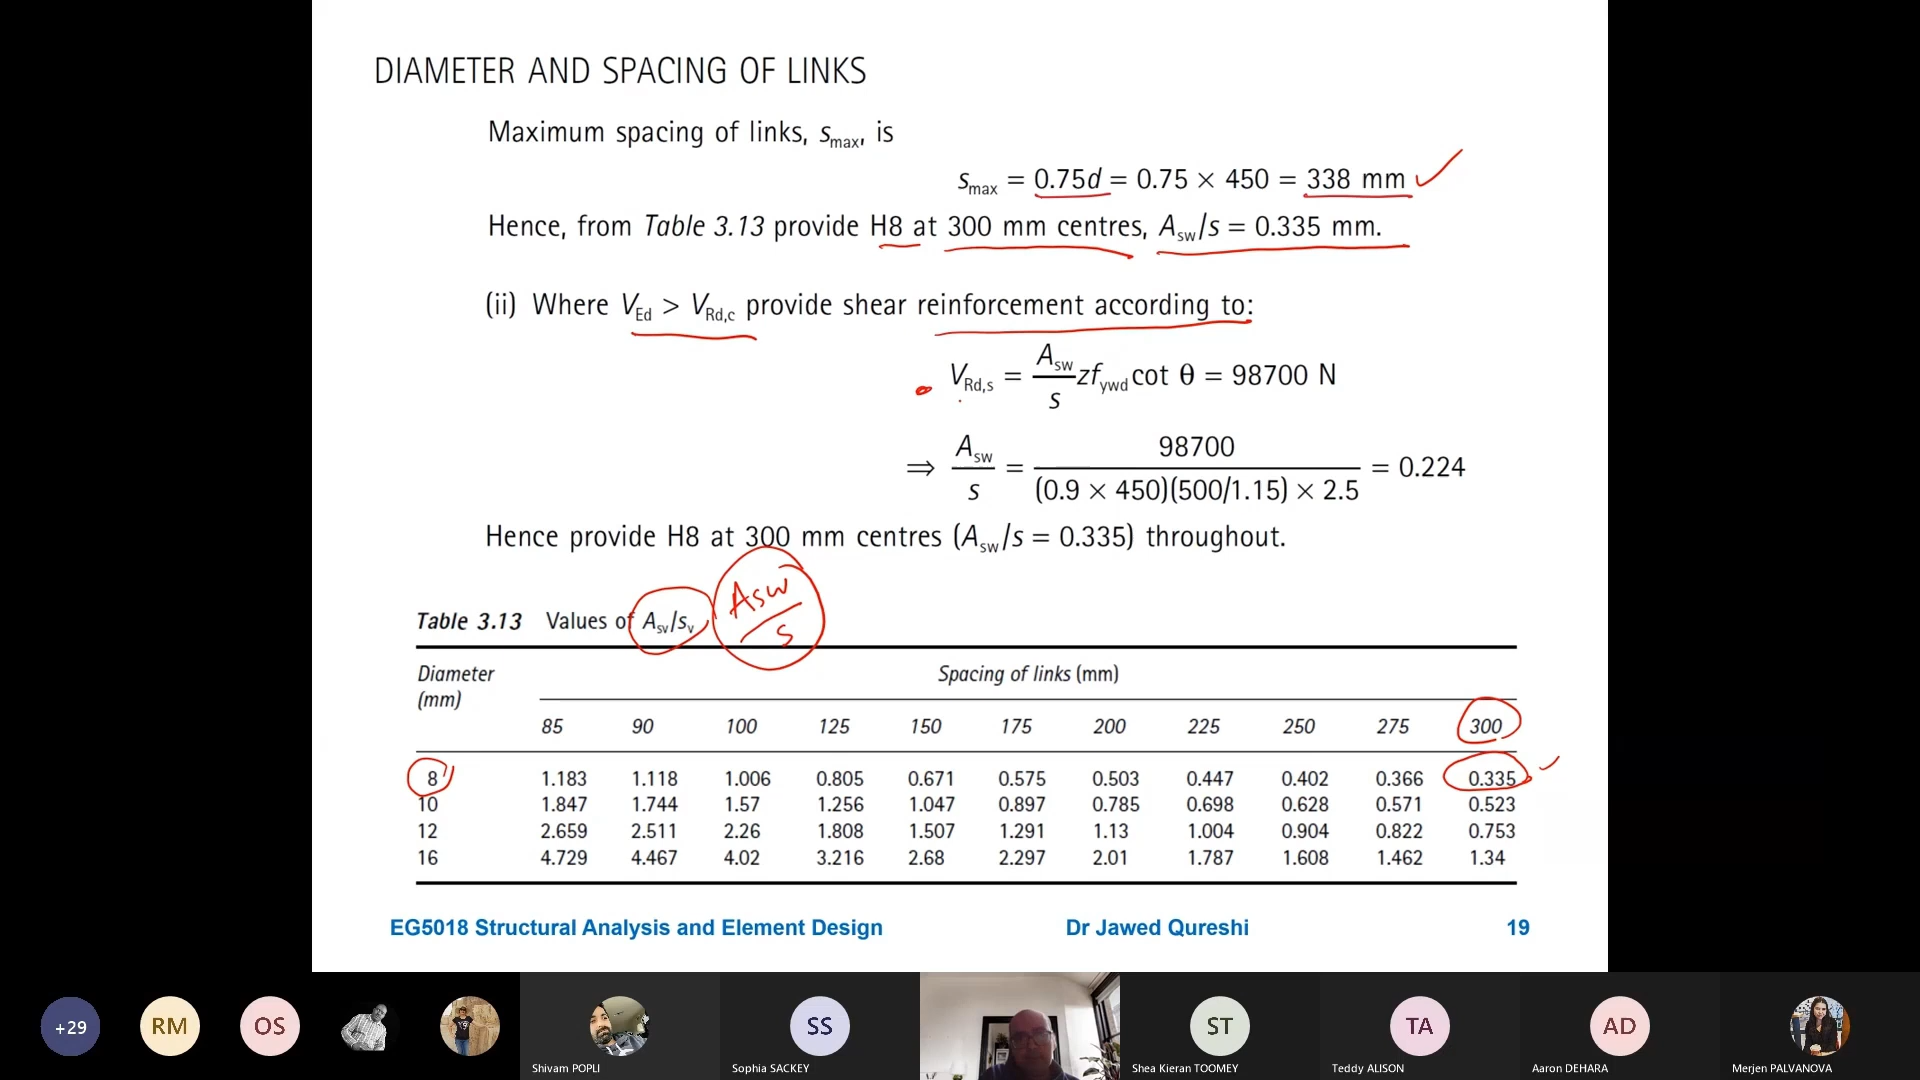 DIAMETER AND SPACING OF LINKS
Maximum spacing of links, smax, is
smax = 0.75d = 0.75 × 450 = 338 mm
Hence, from Table 3.13 provide H8 at 300 mm centres, Asw/s = 0.335 mm.
(ii) Where VEd > VRd,c provide shear reinforcement according to:
VRd,s = Asw/s zfywd cot θ = 98700 N
⇒ Asw/s = 98700/(0.9 × 450)(500/1.15) × 2.5 = 0.224
Hence provide H8 at 300 mm centres (Asw/s = 0.335) throughout.
Asw/s
Table 3.13 Values of Asv/sv
Diameter (mm) Spacing of links (mm)
85 90 100 125 150 175 200 225 250 275 300
8 1.183 1.118 1.006 0.805 0.671 0.575 0.503 0.447 0.402 0.366 0.335
10 1.847 1.744 1.57 1.256 1.047 0.897 0.785 0.698 0.628 0.571 0.523
12 2.659 2.511 2.26 1.808 1.507 1.291 1.13 1.004 0.904 0.822 0.753
16 4.729 4.467 4.02 3.216 2.68 2.297 2.01 1.787 1.608 1.462 1.34
EG5018 Structural Analysis and Element Design Dr Jawed Qureshi 19
+29 RM OS SS ST TA AD
Shivam POPLI Sophia SACKEY Shea Kieran TOOMEY Teddy ALISON Aaron DEHARA Merjen PALVANOVA